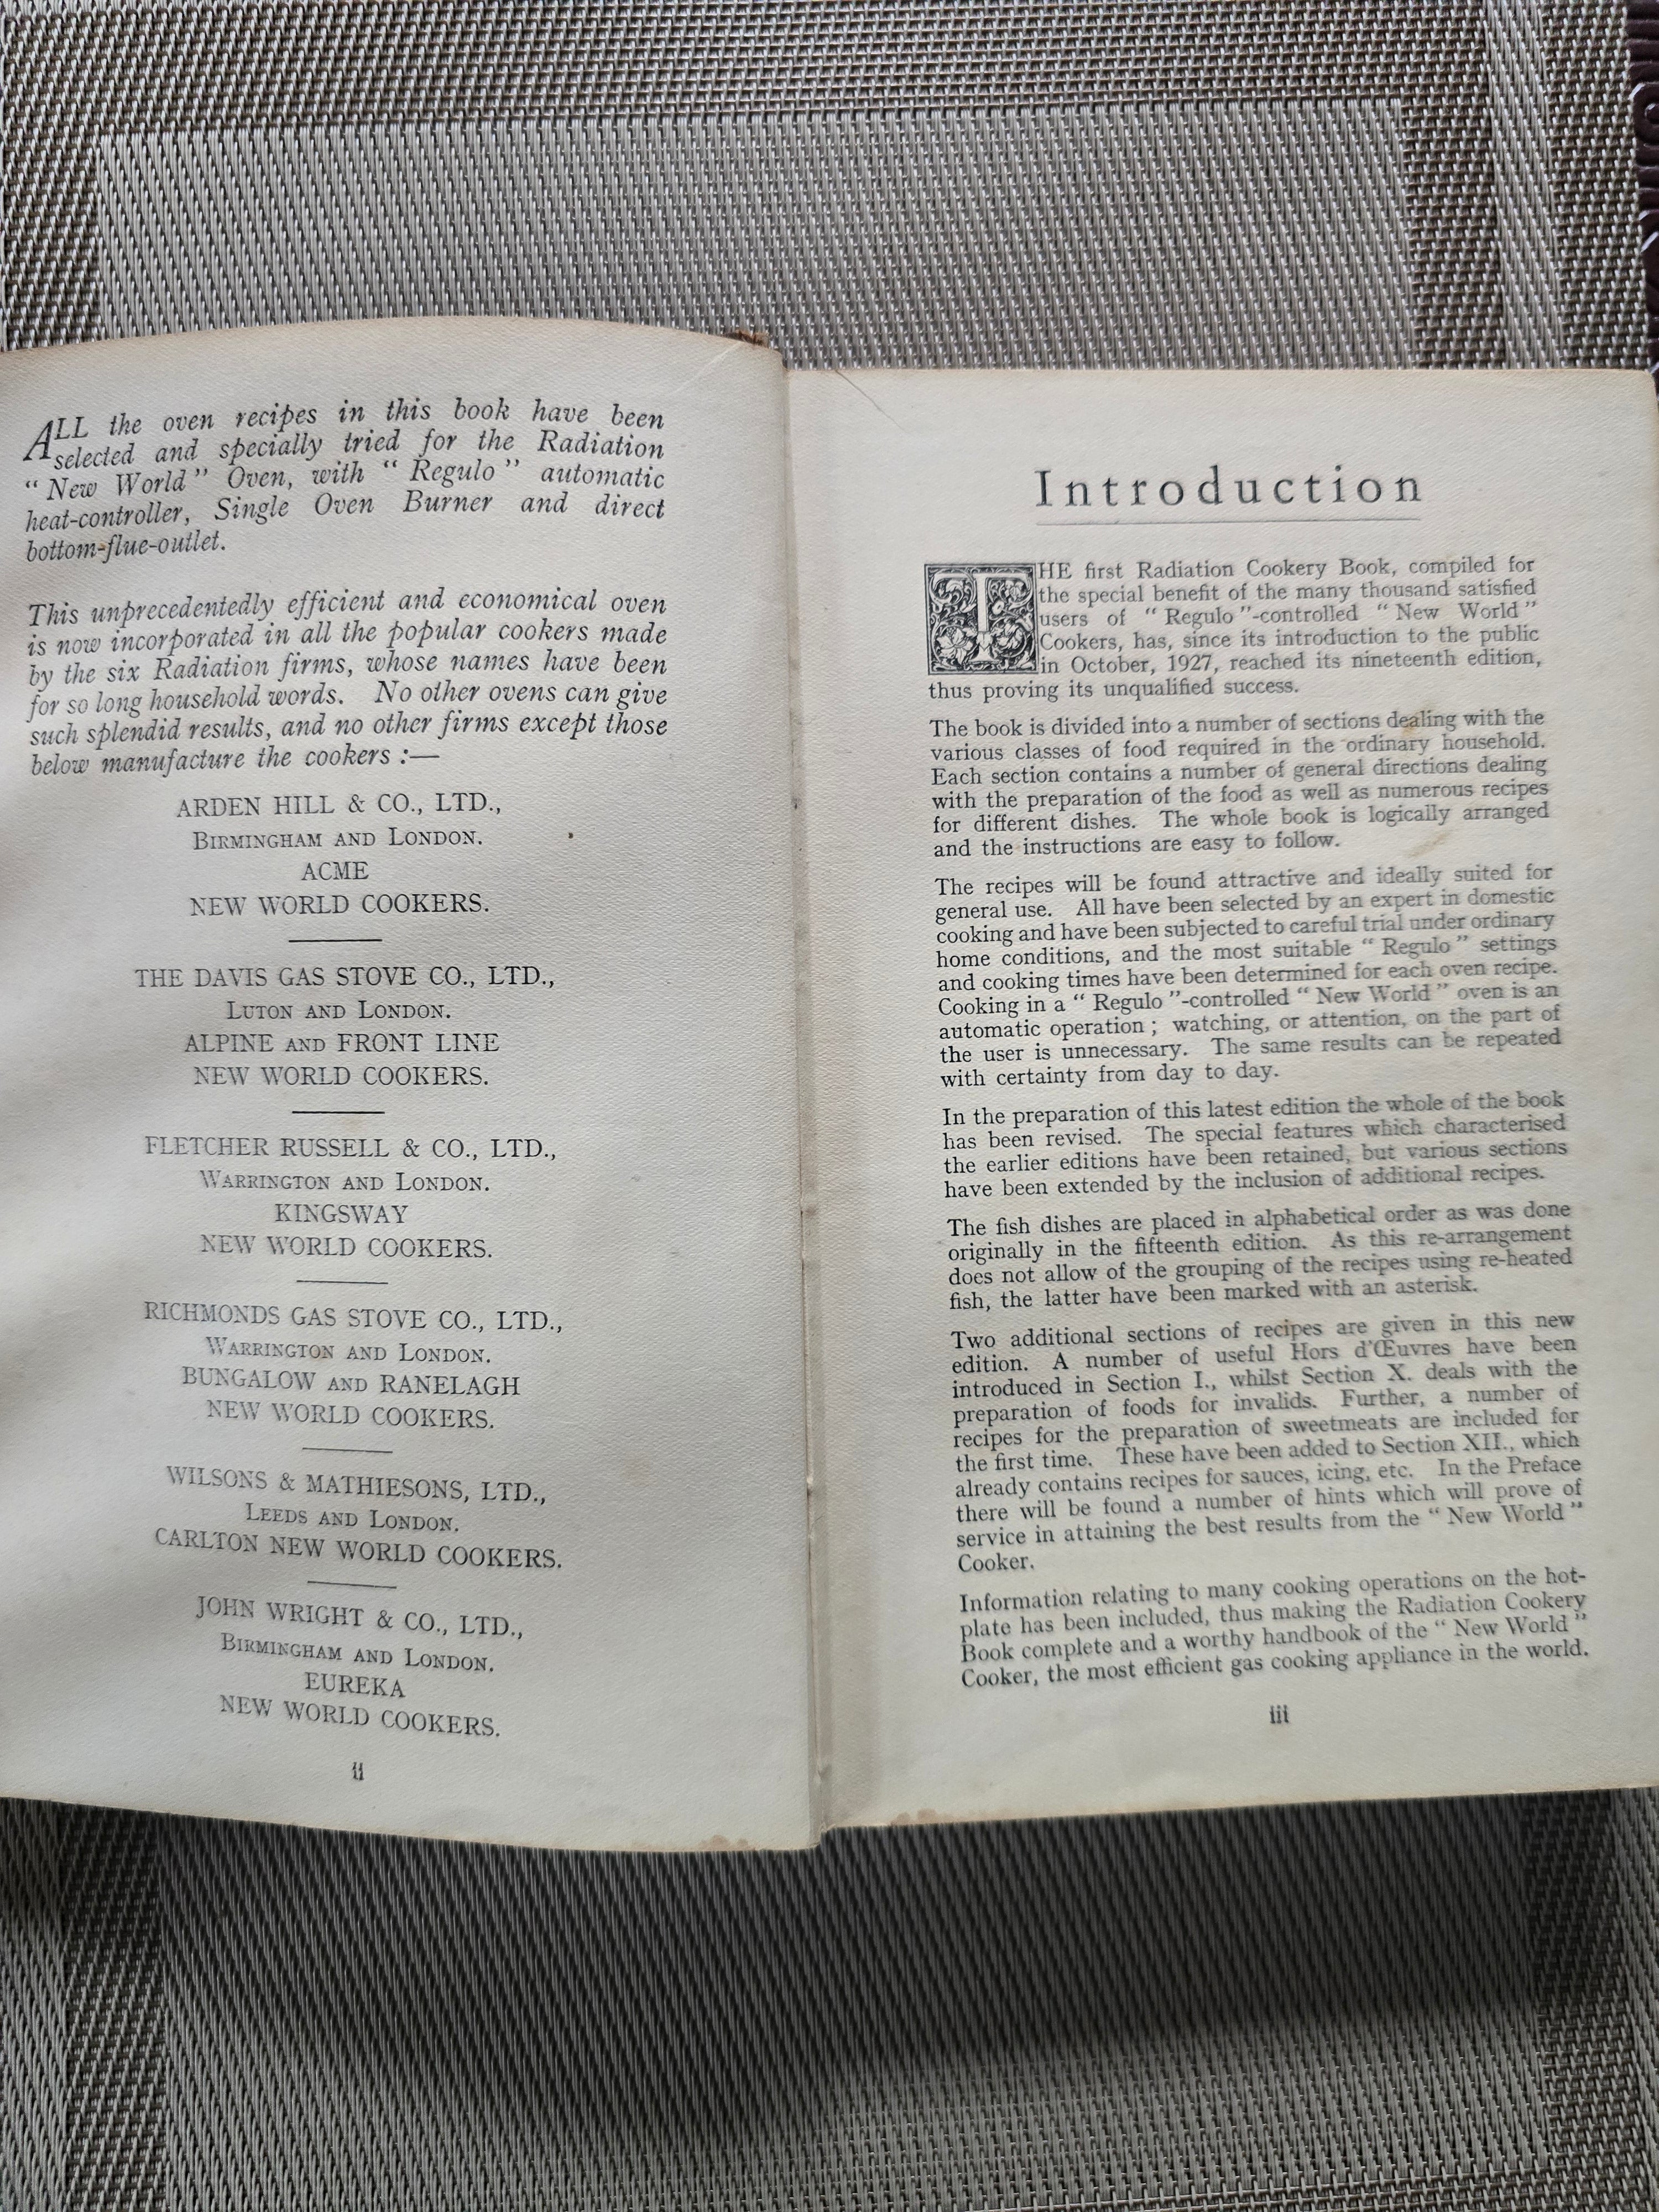 ALL the oven recipes in this book have been
selected and specially tried for the Radiation
“ New World ” Oven, with “ Regulo ” automatic
heat-controller, Single Oven Burner and direct
bottom-flue-outlet.
This unprecedentedly efficient and economical oven
is now incorporated in all the popular cookers made
by the six Radiation firms, whose names have been
for so long household words. No other ovens can give
such splendid results, and no other firms except those
below manufacture the cookers :—
ARDEN HILL & CO., LTD.,
BIRMINGHAM AND LONDON.
ACME
NEW WORLD COOKERS.
THE DAVIS GAS STOVE CO., LTD.,
LUTON AND LONDON.
ALPINE AND FRONT LINE
NEW WORLD COOKERS.
FLETCHER RUSSELL & CO., LTD.,
WARRINGTON AND LONDON.
KINGSWAY
NEW WORLD COOKERS.
RICHMONDS GAS STOVE CO., LTD.,
WARRINGTON AND LONDON.
BUNGALOW AND RANELAGH
NEW WORLD COOKERS.
WILSONS & MATHIESONS, LTD.,
LEEDS AND LONDON.
CARLTON NEW WORLD COOKERS.
JOHN WRIGHT & CO., LTD.,
BIRMINGHAM AND LONDON.
EUREKA
NEW WORLD COOKERS.
ii
Introduction
THE first Radiation Cookery Book, compiled for
the special benefit of the many thousand satisfied
users of “ Regulo ”-controlled “ New World ”
Cookers, has, since its introduction to the public
in October, 1927, reached its nineteenth edition,
thus proving its unqualified success.
The book is divided into a number of sections dealing with the
various classes of food required in the ordinary household.
Each section contains a number of general directions dealing
with the preparation of the food as well as numerous recipes
for different dishes. The whole book is logically arranged
and the instructions are easy to follow.
The recipes will be found attractive and ideally suited for
general use. All have been selected by an expert in domestic
cooking and have been subjected to careful trial under ordinary
home conditions, and the most suitable “ Regulo ” settings
and cooking times have been determined for each oven recipe.
Cooking in a “ Regulo ”-controlled “ New World ” oven is an
automatic operation ; watching, or attention, on the part of
the user is unnecessary. The same results can be repeated
with certainty from day to day.
In the preparation of this latest edition the whole of the book
has been revised. The special features which characterised
the earlier editions have been retained, but various sections
have been extended by the inclusion of additional recipes.
The fish dishes are placed in alphabetical order as was done
originally in the fifteenth edition. As this re-arrangement
does not allow of the grouping of the recipes using re-heated
fish, the latter have been marked with an asterisk.
Two additional sections of recipes are given in this new
edition. A number of useful Hors d’Œuvres have been
introduced in Section I., whilst Section X. deals with the
preparation of foods for invalids. Further, a number of
recipes for the preparation of sweetmeats are included for
the first time. These have been added to Section XII., which
already contains recipes for sauces, icing, etc. In the Preface
there will be found a number of hints which will prove of
service in attaining the best results from the “ New World ”
Cooker.
Information relating to many cooking operations on the hot-
plate has been included, thus making the Radiation Cookery
Book complete and a worthy handbook of the “ New World ”
Cooker, the most efficient gas cooking appliance in the world.
iii